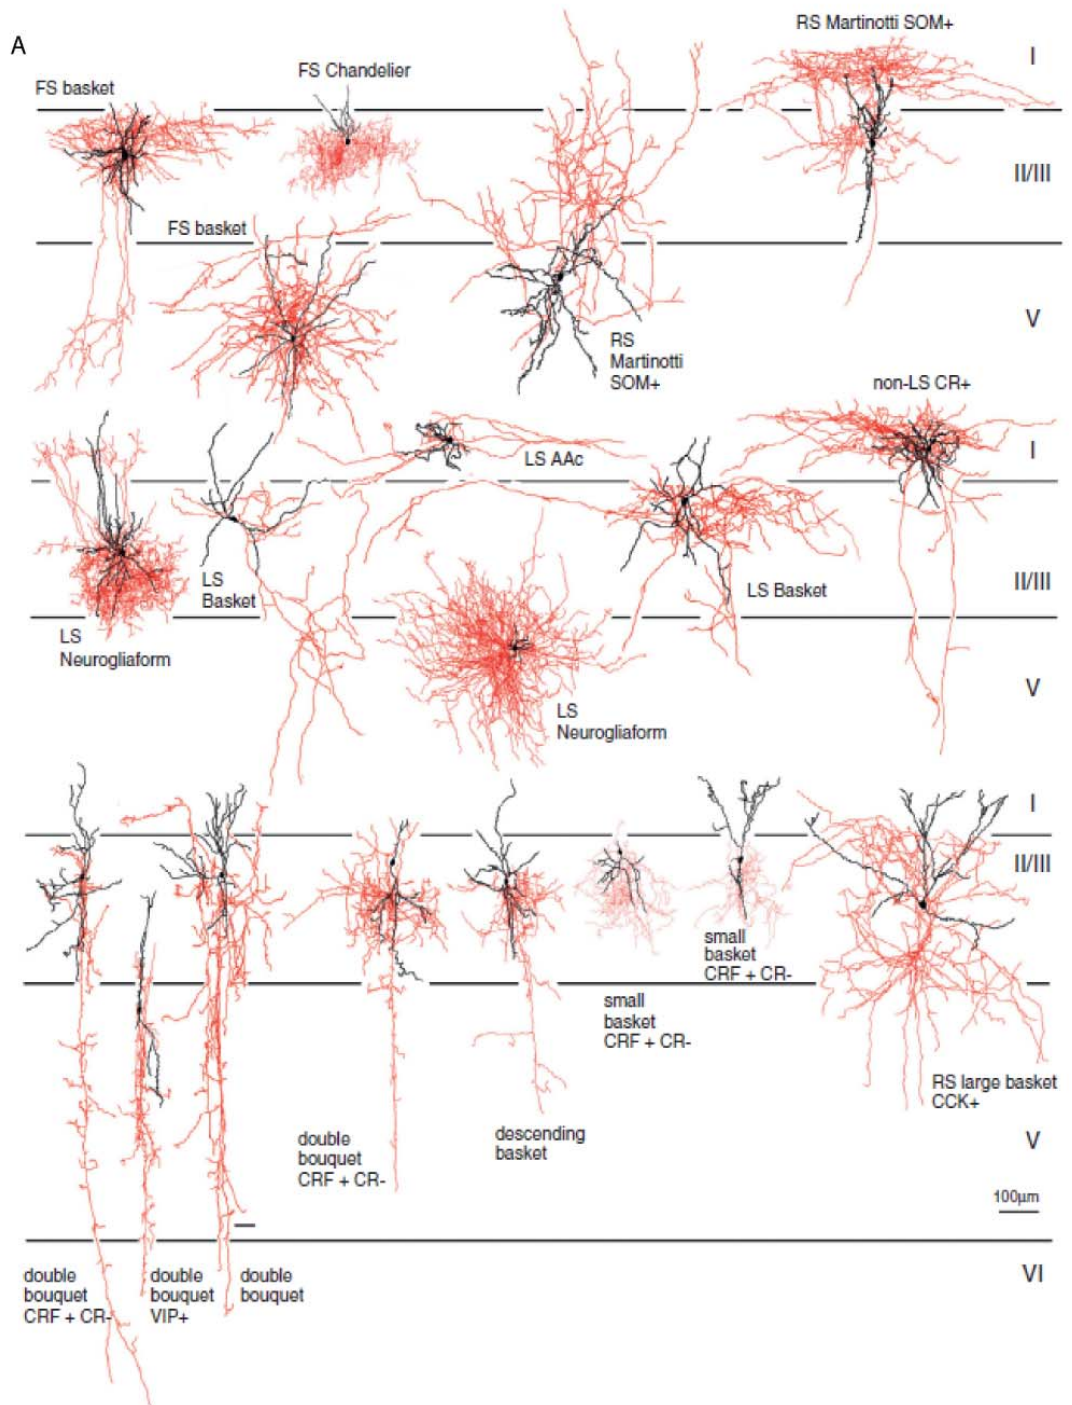 A
RS Martinotti SOM+
I
FS Chandelier
FS basket
II/III
FS basket
V
RS
Martinotti
SOM+
non-LS CR+
I
LS AAc
LS
Basket
II/III
LS Basket
LS
Neurogliaform
V
LS
Neurogliaform
I
II/III
small
basket
CRF + CR-
small
basket
CRF + CR-
RS large basket
CCK+
double
bouquet
CRF + CR-
descending
basket
V
100μm
double
bouquet
CRF + CR-
double
bouquet
VIP+
double
bouquet
VI